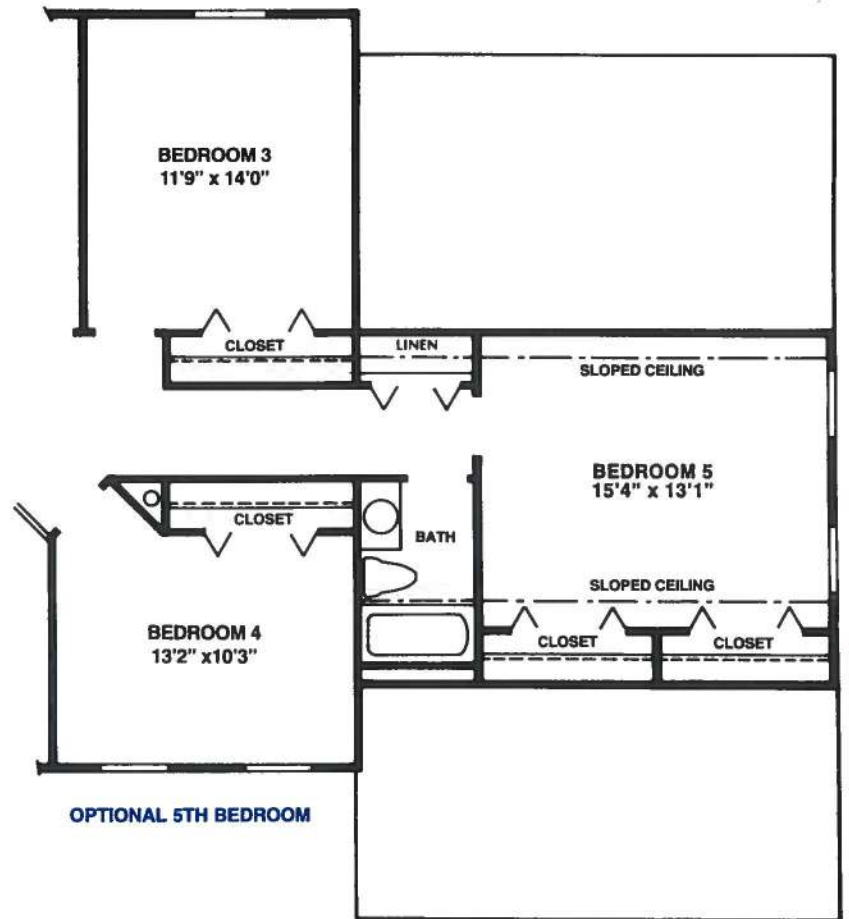 BEDROOM 3
11'9" x 14'0"
CLOSET
LINEN
SLOPED CEILING
BEDROOM 5
15'4" x 13'1"
CLOSET
BATH
SLOPED CEILING
BEDROOM 4
13'2" x10'3"
CLOSET
CLOSET
OPTIONAL 5TH BEDROOM